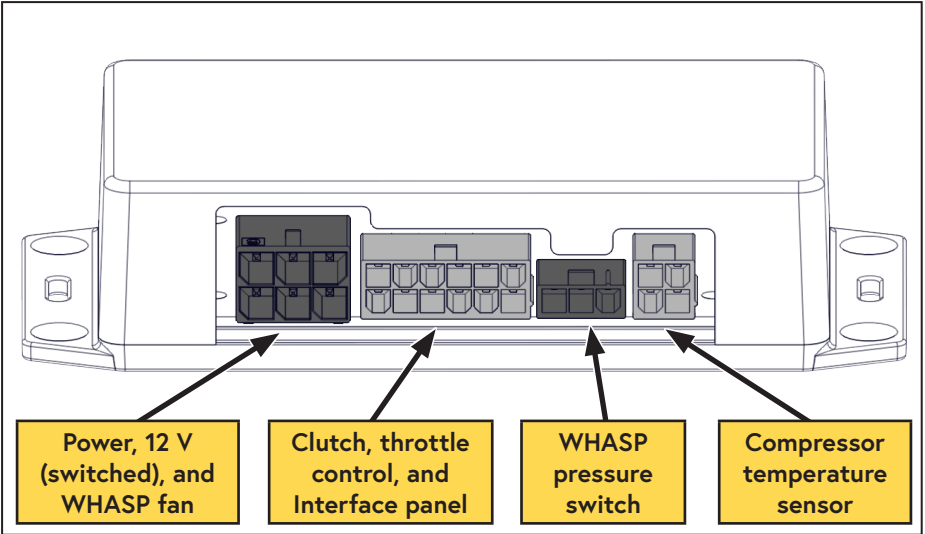 Power, 12 V
(switched), and
WHASP fan
Clutch, throttle
control, and
Interface panel
WHASP
pressure
switch
Compressor
temperature
sensor